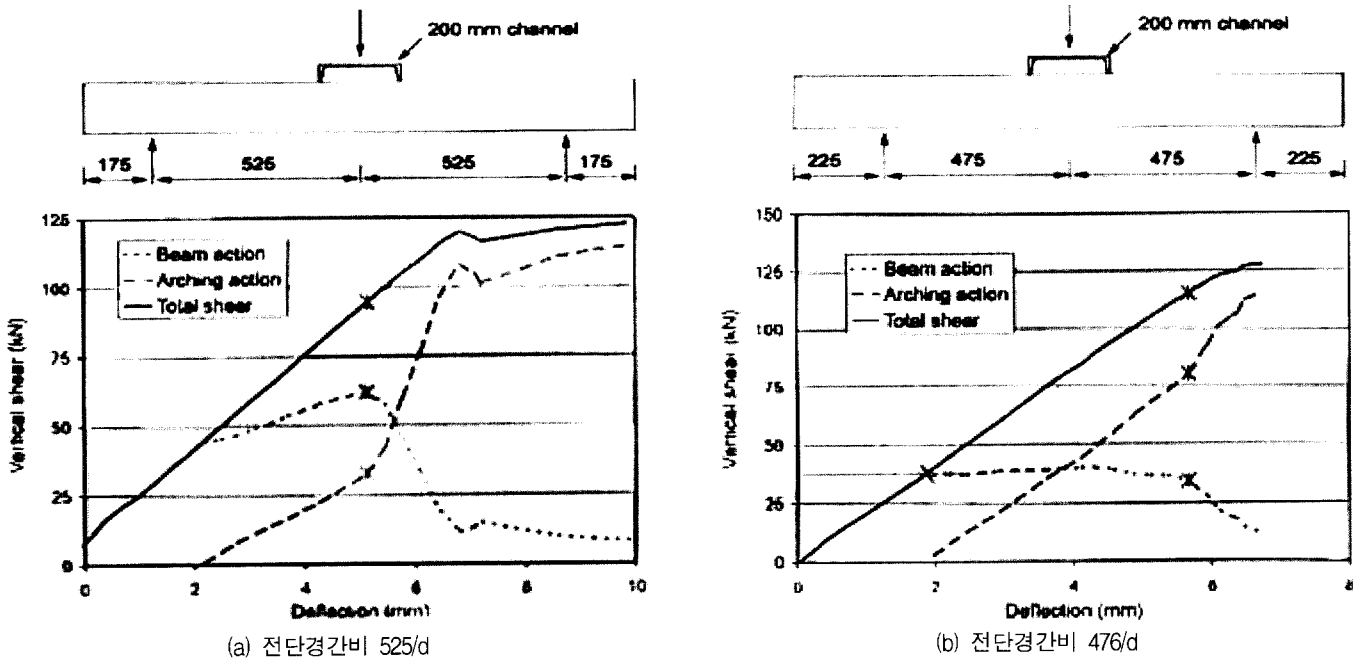 200 mm channel
175 525 525 175
Vertical shear (kN)
125
100
75
50
25
0
Beam action
Arching action
Total shear
0 2 4 6 8 10
Deflection (mm)
(a) 전단경간비 525/d
200 mm channel
225 475 475 225
Vertical shear (kN)
150
125
100
75
50
25
0
Beam action
Arching action
Total shear
0 2 4 6 8
Deflection (mm)
(b) 전단경간비 476/d